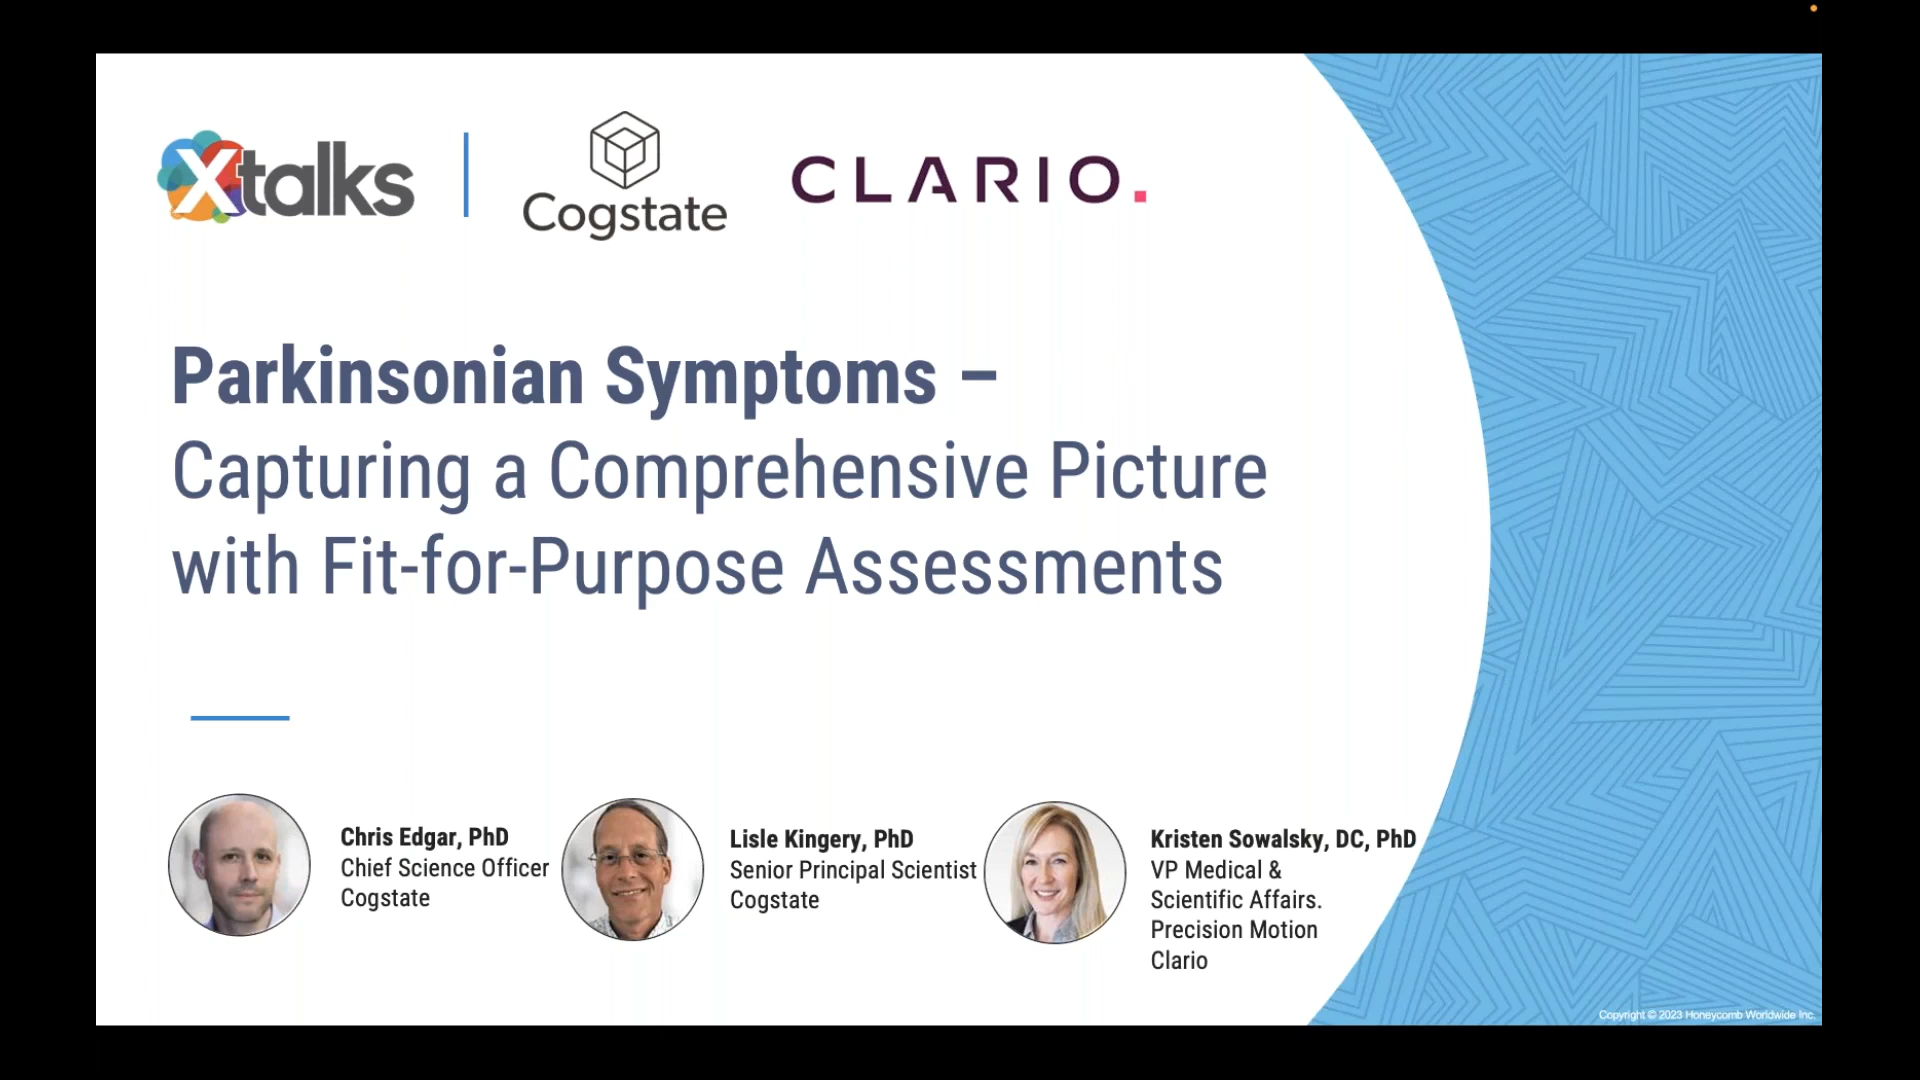 Xtalks
Cogstate
CLARIO.
Parkinsonian Symptoms –
Capturing a Comprehensive Picture
with Fit-for-Purpose Assessments
Chris Edgar, PhD
Chief Science Officer
Cogstate
Lisle Kingery, PhD
Senior Principal Scientist
Cogstate
Kristen Sowalsky, DC, PhD
VP Medical &
Scientific Affairs.
Precision Motion
Clario
Copyright © 2023 Honeycomb Worldwide Inc.